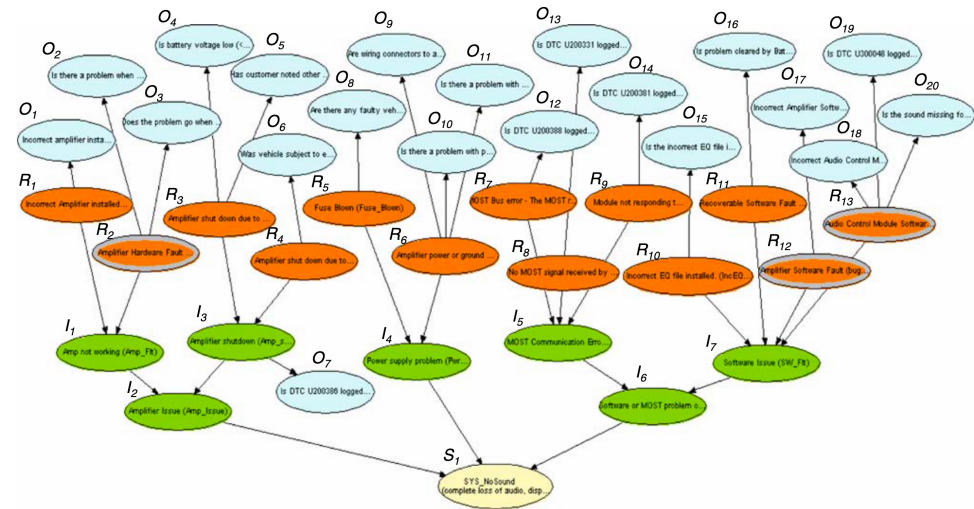 O4
Is battery voltage low (<...
O9
Are wiring connectors to a...
O13
Is DTC U200331 logged...
O16
Is problem cleared by Bat...
O19
Is DTC U300048 logged...
O2
Is there a problem when ...
O5
Has customer noted other ...
O8
Are there any faulty veh...
O11
Is there a problem with ...
O14
Is DTC U200381 logged...
O17
Incorrect Amplifier Softw...
O20
Is the sound missing fo...
O1
Incorrect amplifier insta...
O3
Does the problem go when ...
O6
Was vehicle subject to e...
O10
Is there a problem with p...
O12
Is DTC U200388 logged...
O15
Is the incorrect EQ file i...
O18
Incorrect Audio Control M...
R1
Incorrect Amplifier installed...
R3
Amplifier shut down due to ...
R5
Fuse Blown (Fuse_Blown)
R7
MOST Bus error - The MOST r...
R9
Module not responding t...
R11
Recoverable Software Fault ...
R13
Audio Control Module Softwar...
R2
Amplifier Hardware Fault ...
R4
Amplifier shut down due to...
R6
Amplifier power or ground ...
R8
No MOST signal received by ...
R10
Incorrect EQ file installed. (IncEQ...
R12
Amplifier Software Fault (bug...
I1
Amp not working (Amp_Flt)
I3
Amplifier shutdown (Amp_s...
I4
Power supply problem (Pwr...
I5
MOST Communication Erro...
I7
Software Issue (SW_Flt)
I2
Amplifier Issue (Amp_Issue)
O7
Is DTC U200386 logged...
I6
Software or MOST problem o...
S1
SYS_NoSound
(complete loss of audio, disp...